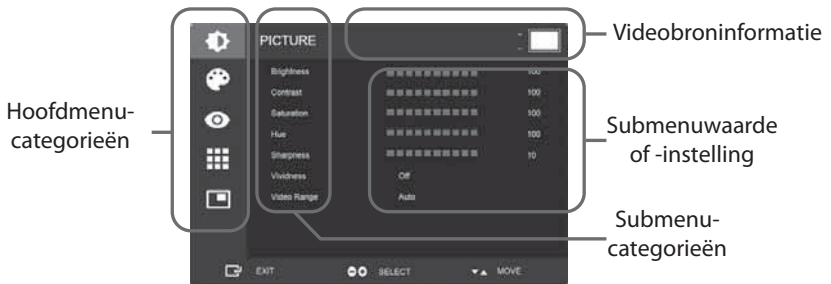 Videobroninformatie
PICTURE
Hoofdmenu-
categorieën
Brightness 100
Contrast 100
Saturation 100
Hue 100
Sharpness 10
Vividness Off
Video Range Auto
Submenuwaarde
of -instelling
Submenu-
categorieën
EXIT SELECT MOVE